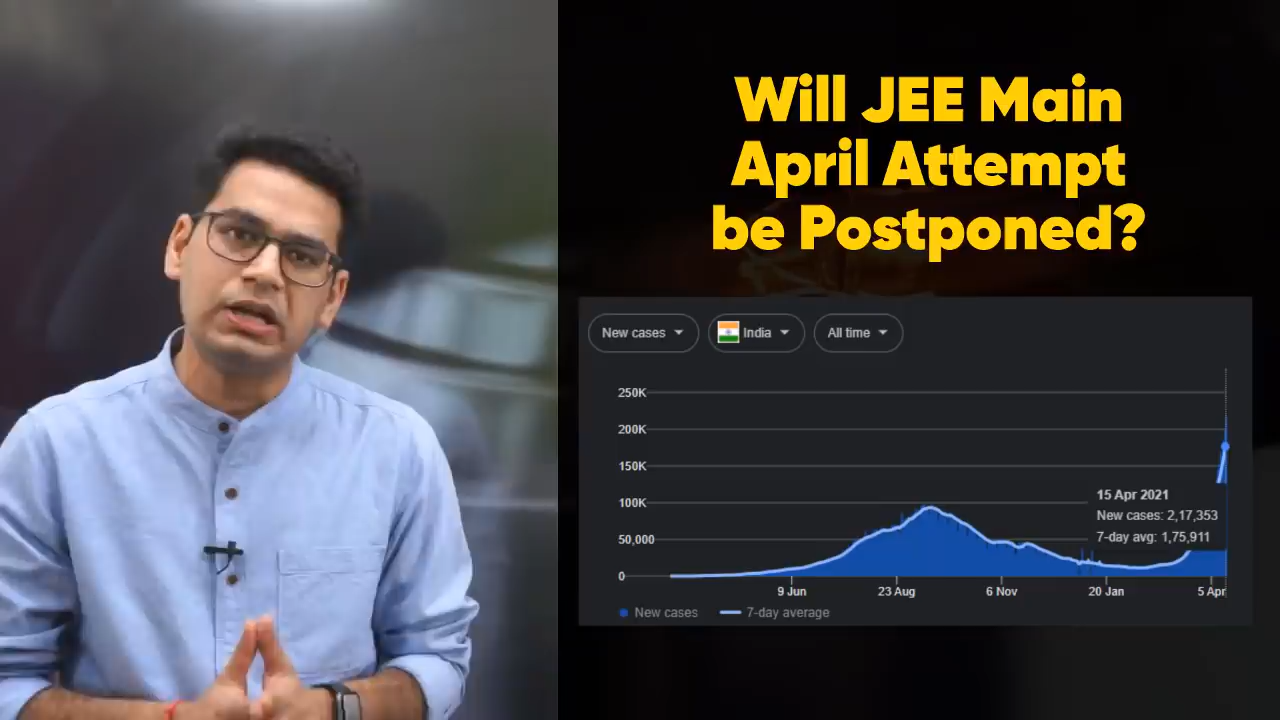 Will JEE Main
April Attempt
be Postponed?
New cases
India
All time
250K
200K
150K
100K
50,000
0
15 Apr 2021
New cases: 2,17,353
7-day avg: 1,75,911
9 Jun
23 Aug
6 Nov
20 Jan
5 Apr
New cases
7-day average